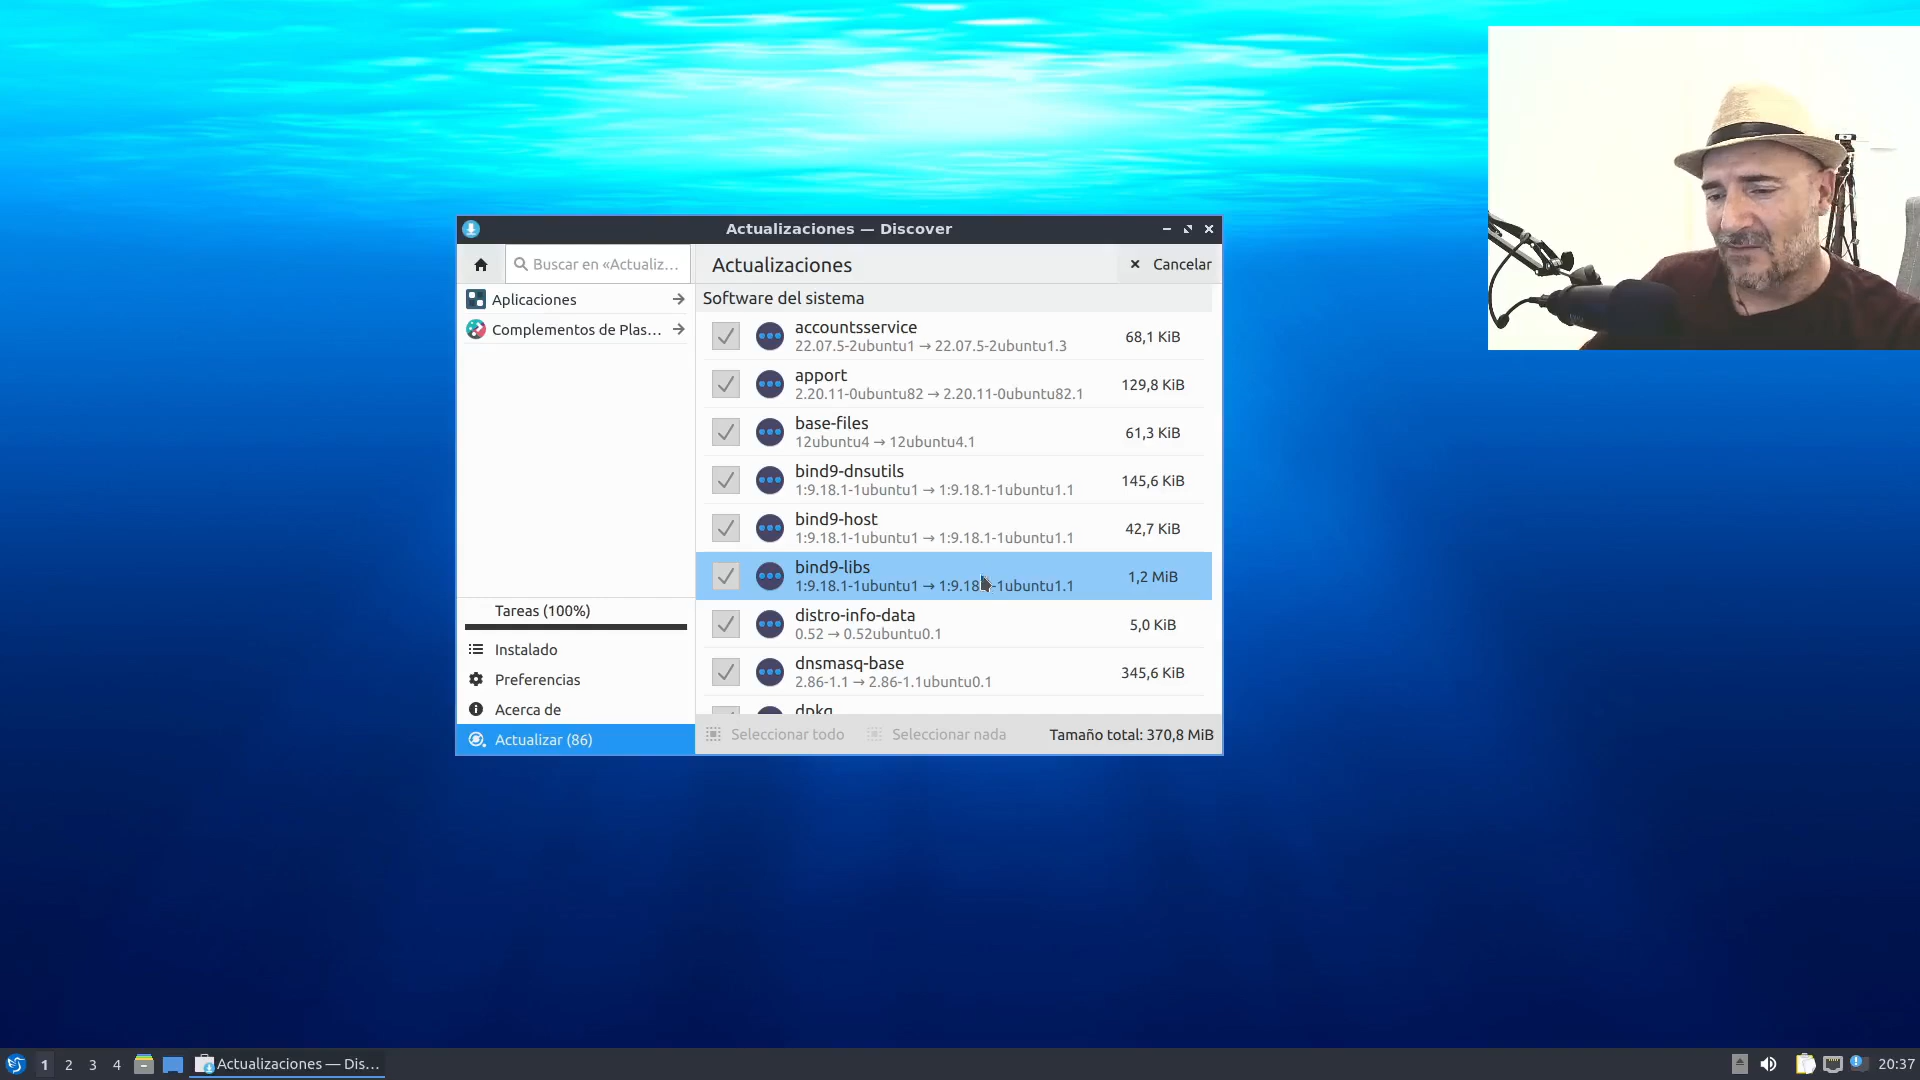 Actualizaciones — Discover
Buscar en «Actualiz...
Actualizaciones
Cancelar
Aplicaciones
Complementos de Plas...
Software del sistema
accountsservice
22.07.5-2ubuntu1 → 22.07.5-2ubuntu1.3
68,1 KiB
apport
2.20.11-0ubuntu82 → 2.20.11-0ubuntu82.1
129,8 KiB
base-files
12ubuntu4 → 12ubuntu4.1
61,3 KiB
bind9-dnsutils
1:9.18.1-1ubuntu1 → 1:9.18.1-1ubuntu1.1
145,6 KiB
bind9-host
1:9.18.1-1ubuntu1 → 1:9.18.1-1ubuntu1.1
42,7 KiB
bind9-libs
1:9.18.1-1ubuntu1 → 1:9.18.1-1ubuntu1.1
1,2 MiB
distro-info-data
0.52 → 0.52ubuntu0.1
5,0 KiB
dnsmasq-base
2.86-1.1 → 2.86-1.1ubuntu0.1
345,6 KiB
dpkg
Tareas (100%)
Instalado
Preferencias
Acerca de
Actualizar (86)
Seleccionar todo
Seleccionar nada
Tamaño total: 370,8 MiB
1 2 3 4
Actualizaciones — Dis...
20:37